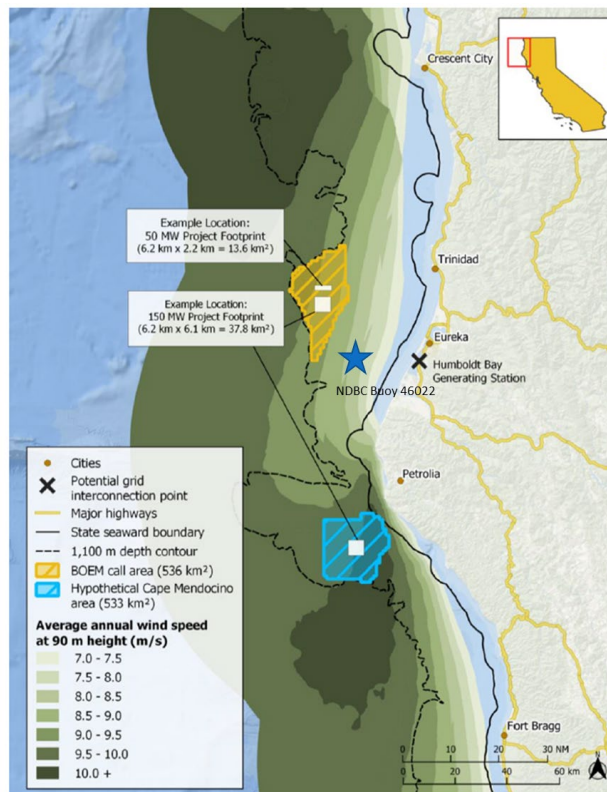 Crescent City
Example Location:
50 MW Project Footprint
(6.2 km x 2.2 km = 13.6 km²)
Trinidad
Example Location:
150 MW Project Footprint
(6.2 km x 6.1 km = 37.8 km²)
Eureka
Humboldt Bay
Generating Station
NDBC Buoy 46022
Petrolia
Cities
Potential grid
interconnection point
Major highways
State seaward boundary
1,100 m depth contour
BOEM call area (536 km²)
Hypothetical Cape Mendocino
area (533 km²)
Average annual wind speed
at 90 m height (m/s)
7.0 - 7.5
7.5 - 8.0
8.0 - 8.5
8.5 - 9.0
9.0 - 9.5
9.5 - 10.0
10.0 +
Fort Bragg
0 10 20 30 NM
0 20 40 60 km
N